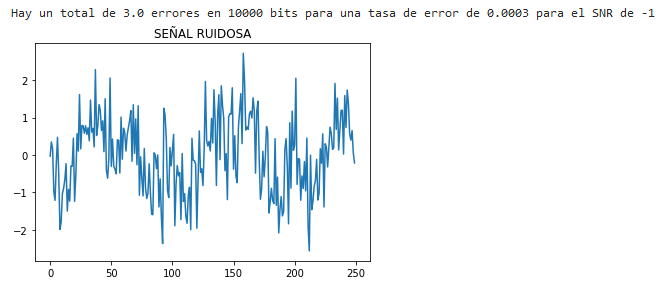 Hay un total de 3.0 errores en 10000 bits para una tasa de error de 0.0003 para el SNR de -1
SEÑAL RUIDOSA
2
1
0
−1
−2
0 50 100 150 200 250